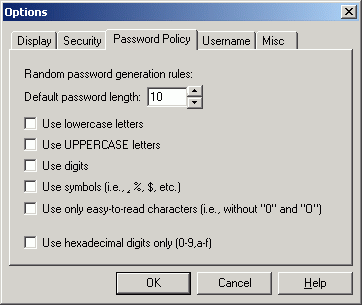 Options
Display Security Password Policy Username Misc
Random password generation rules:
Default password length: 10
Use lowercase letters
Use UPPERCASE letters
Use digits
Use symbols (i.e., ., %, $, etc.)
Use only easy-to-read characters (i.e., without "0" and "O")
Use hexadecimal digits only (0-9,a-f)
OK Cancel Help